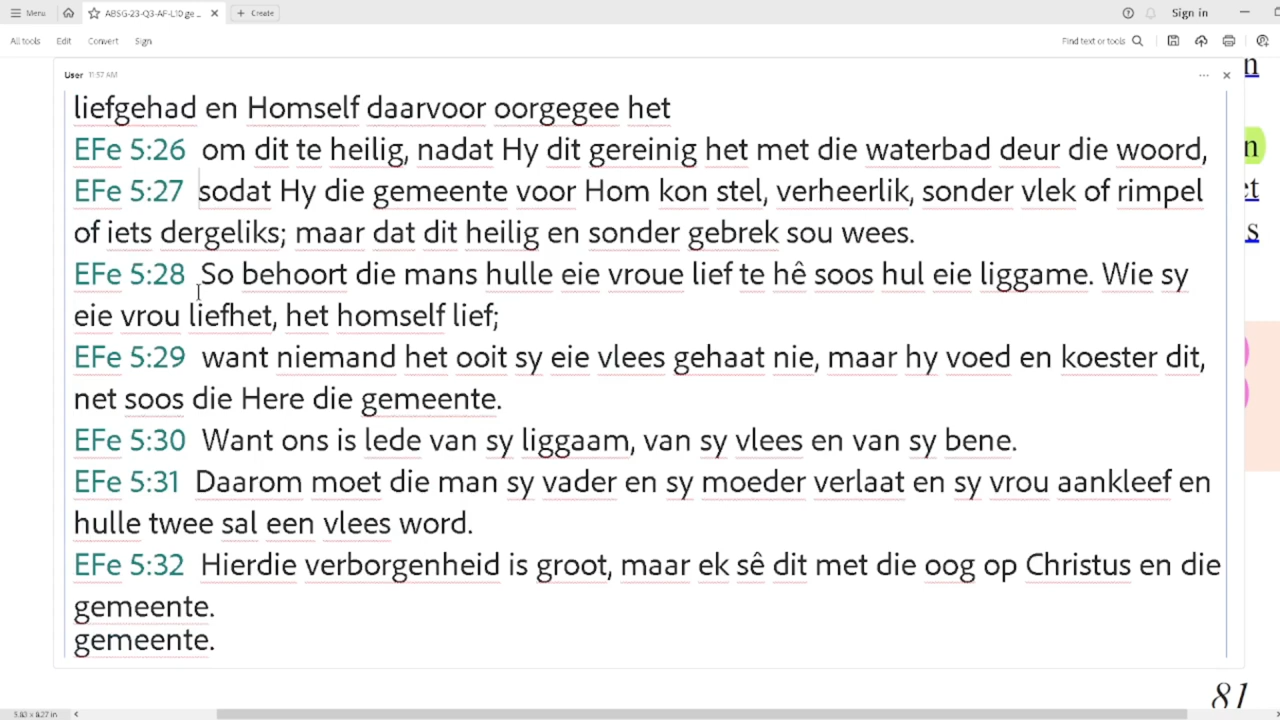 Menu ABSG-23-Q3-AF-L10 ge ... Create Sign in
All tools Edit Convert Sign Find text or tools
User 11:57 AM
liefgehad en Homself daarvoor oorgegee het
EFe 5:26 om dit te heilig, nadat Hy dit gereinig het met die waterbad deur die woord,
EFe 5:27 sodat Hy die gemeente voor Hom kon stel, verheerlik, sonder vlek of rimpel
of iets dergeliks; maar dat dit heilig en sonder gebrek sou wees.
EFe 5:28 So behoort die mans hulle eie vroue lief te hê soos hul eie liggame. Wie sy
eie vrou liefhet, het homself lief;
EFe 5:29 want niemand het ooit sy eie vlees gehaat nie, maar hy voed en koester dit,
net soos die Here die gemeente.
EFe 5:30 Want ons is lede van sy liggaam, van sy vlees en van sy bene.
EFe 5:31 Daarom moet die man sy vader en sy moeder verlaat en sy vrou aankleef en
hulle twee sal een vlees word.
EFe 5:32 Hierdie verborgenheid is groot, maar ek sê dit met die oog op Christus en die
gemeente.
gemeente.
81